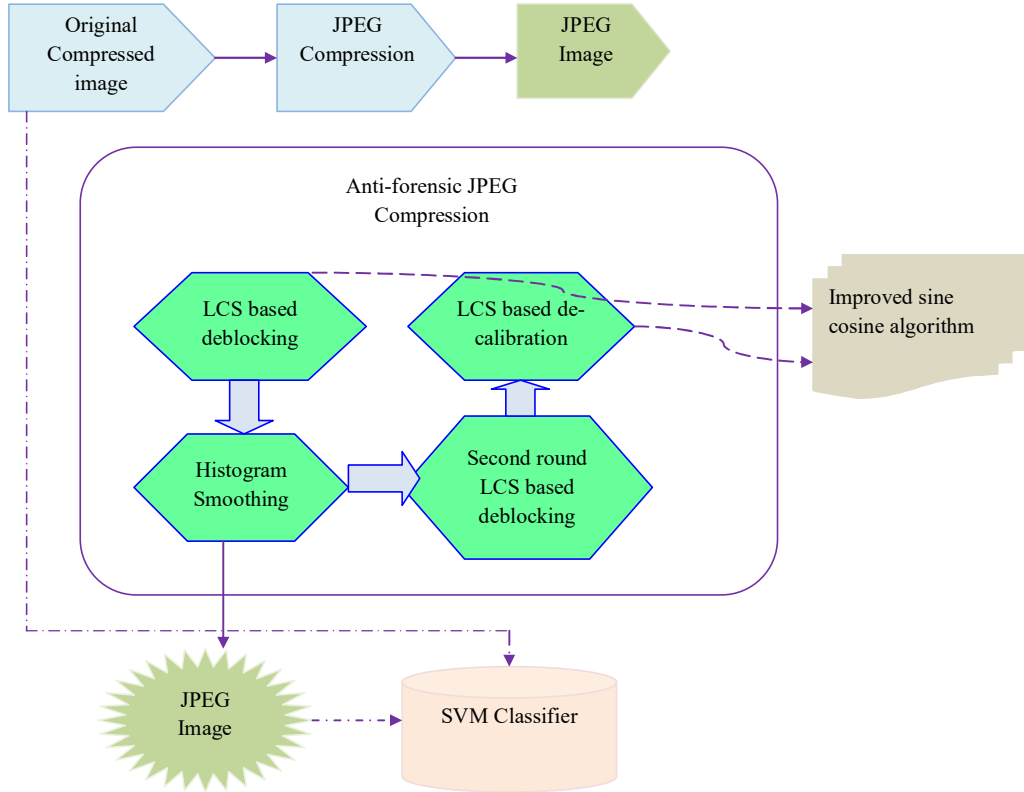 Original
Compressed
image
JPEG
Compression
JPEG
Image
Anti-forensic JPEG
Compression
LCS based
deblocking
LCS based de-
calibration
Improved sine
cosine algorithm
Histogram
Smoothing
Second round
LCS based
deblocking
JPEG
Image
SVM Classifier